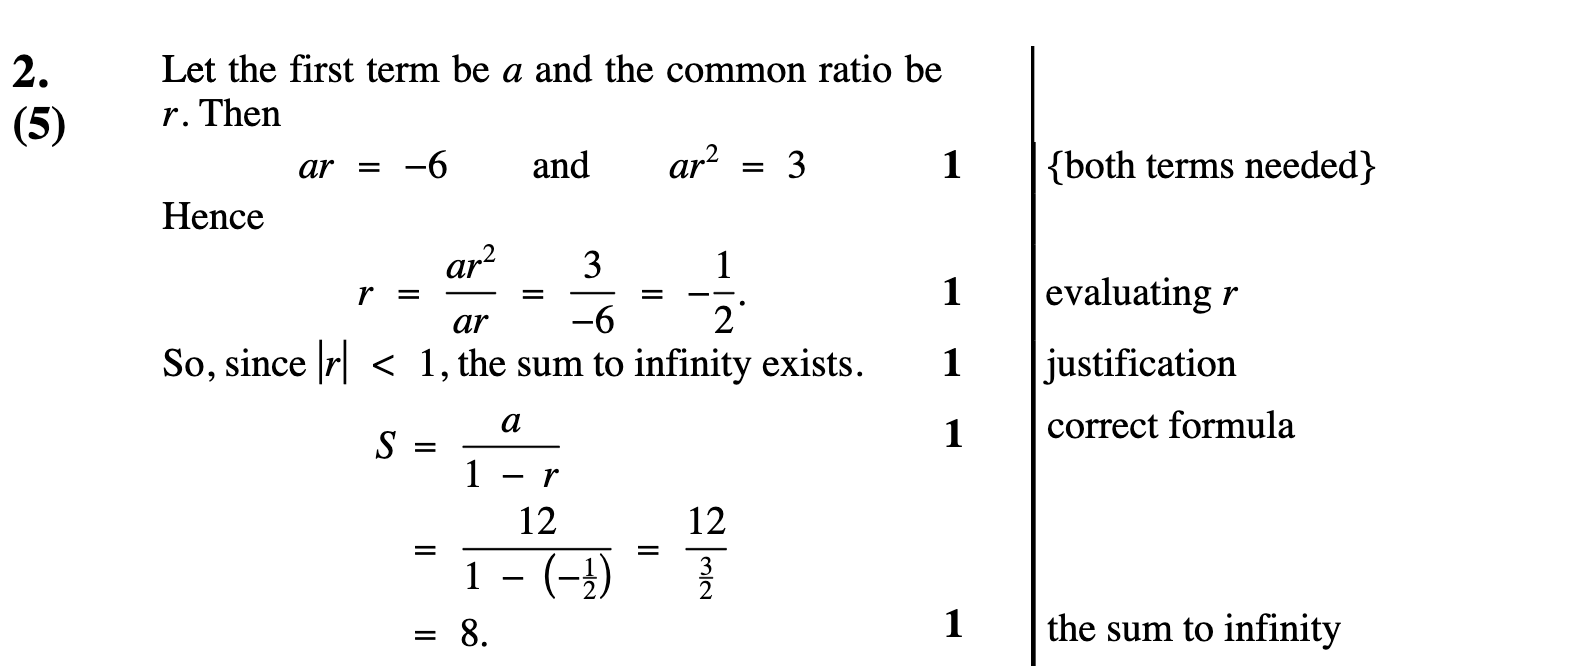 2. Let the first term be a and the common ratio be
(5) r. Then
ar = −6 and ar² = 3 1 {both terms needed}
Hence
r = ar²/ar = 3/−6 = −1/2. 1 evaluating r
So, since |r| < 1, the sum to infinity exists. 1 justification
S = a/(1 − r) 1 correct formula
= 12/(1 − (−1/2)) = 12/(3/2)
= 8. 1 the sum to infinity